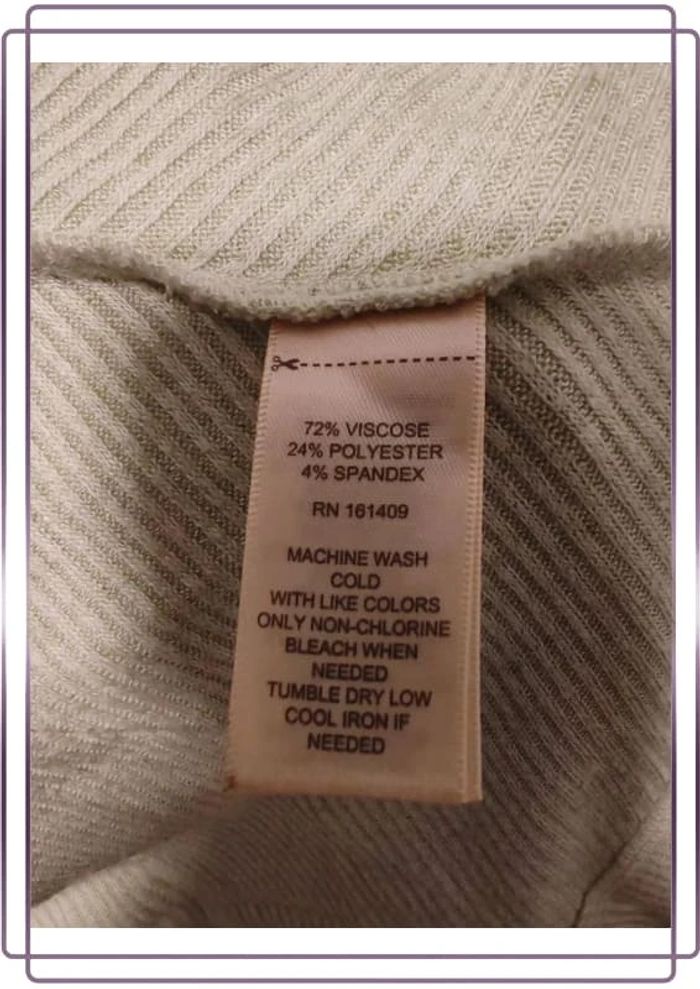 72% VISCOSE
24% POLYESTER
4% SPANDEX
RN 161409
MACHINE WASH
COLD
WITH LIKE COLORS
ONLY NON-CHLORINE
BLEACH WHEN
NEEDED
TUMBLE DRY LOW
COOL IRON IF
NEEDED